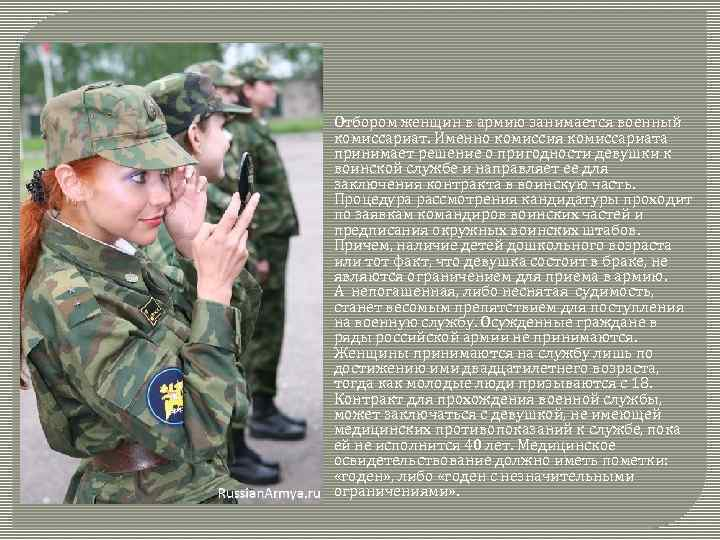 Отбором женщин в армию занимается военный
комиссариат. Именно комиссия комиссариата
принимает решение о пригодности девушки к
воинской службе и направляет ее для
заключения контракта в воинскую часть.
Процедура рассмотрения кандидатуры проходит
по заявкам командиров воинских частей и
предписания окружных воинских штабов.
Причем, наличие детей дошкольного возраста
или тот факт, что девушка состоит в браке, не
являются ограничением для приема в армию.
А непогашенная, либо неснятая судимость,
станет весомым препятствием для поступления
на военную службу. Осужденные граждане в
ряды российской армии не принимаются.
Женщины принимаются на службу лишь по
достижению ими двадцатилетнего возраста,
тогда как молодые люди призываются с 18.
Контракт для прохождения военной службы,
может заключаться с девушкой, не имеющей
медицинских противопоказаний к службе, пока
ей не исполнится 40 лет. Медицинское
освидетельствование должно иметь пометки:
«годен», либо «годен с незначительными
ограничениями».
Russian.Armya.ru